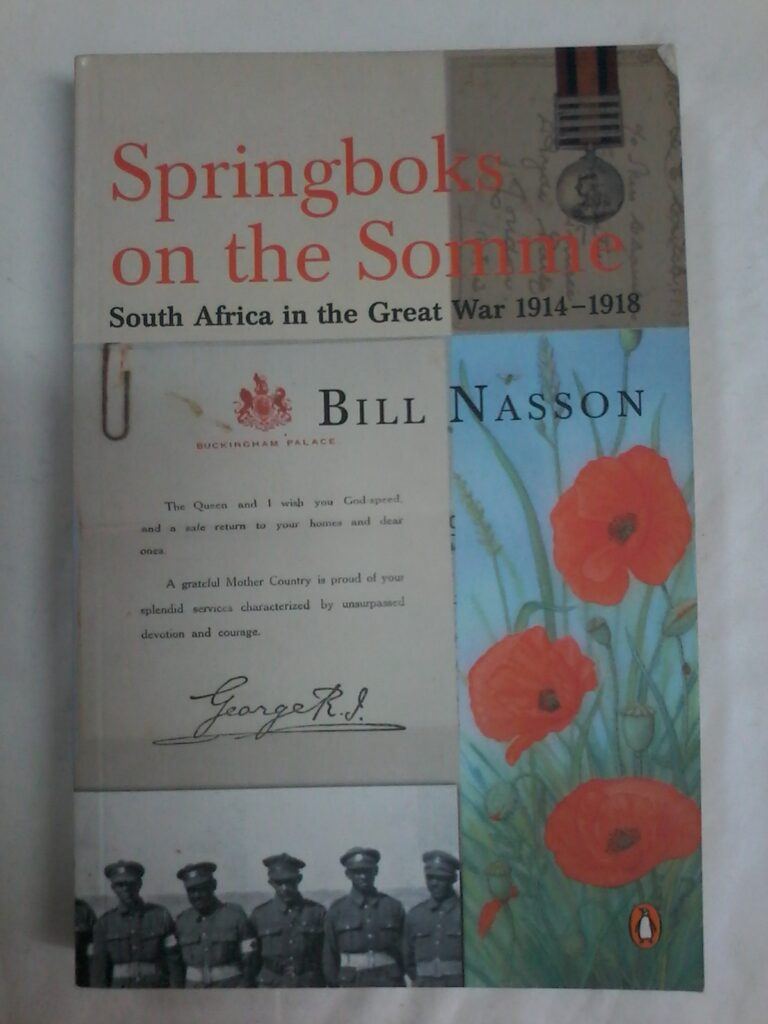 Springboks
on the Somme
South Africa in the Great War 1914–1918
BILL NASSON
BUCKINGHAM PALACE
The Queen and I wish you God-speed,
and a safe return to your homes and dear
ones.
A grateful Mother Country is proud of your
splendid services characterized by unsurpassed
devotion and courage.
George R.I.